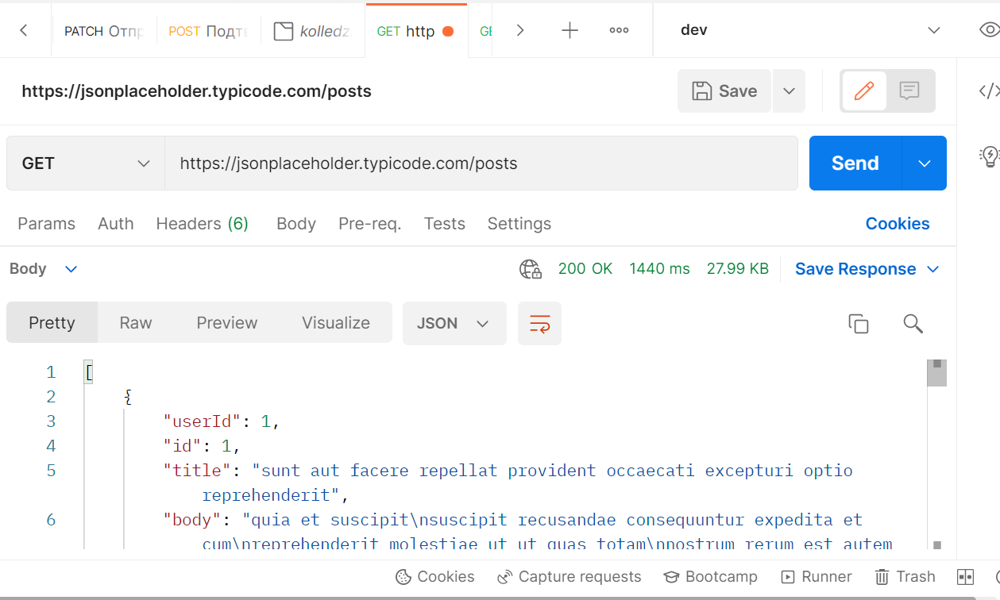 PATCH Отпр POST Подте kolledz GET http GE dev
https://jsonplaceholder.typicode.com/posts Save
GET https://jsonplaceholder.typicode.com/posts Send
Params Auth Headers (6) Body Pre-req. Tests Settings Cookies
Body 200 OK 1440 ms 27.99 KB Save Response
Pretty Raw Preview Visualize JSON
1 [
2 {
3 "userId": 1,
4 "id": 1,
5 "title": "sunt aut facere repellat provident occaecati excepturi optio
reprehenderit",
6 "body": "quia et suscipit\nsuscipit recusandae consequuntur expedita et
cum\nreprehenderit molestiae ut ut quas totam\nnostrum rerum est autem
Cookies Capture requests Bootcamp Runner Trash